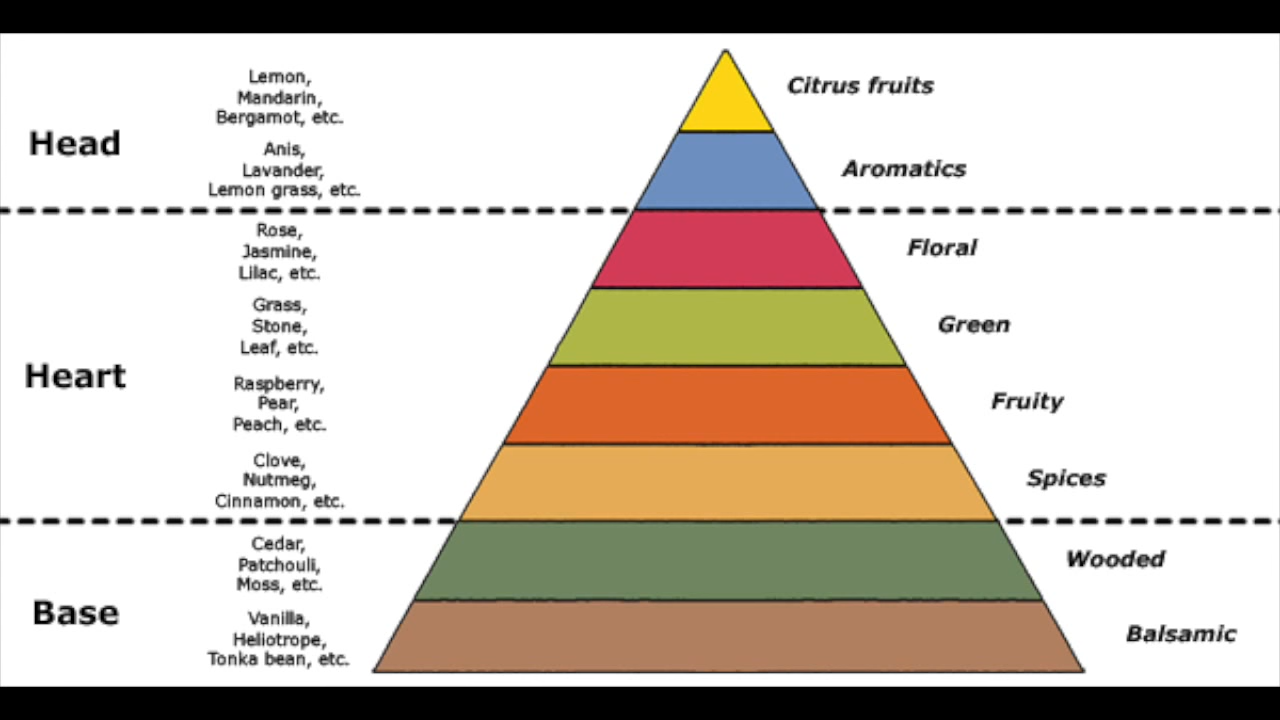 Lemon,
Mandarin,
Bergamot, etc.
Citrus fruits
Head
Anis,
Lavander,
Lemon grass, etc.
Aromatics
Rose,
Jasmine,
Lilac, etc.
Floral
Grass,
Stone,
Leaf, etc.
Green
Heart
Raspberry,
Pear,
Peach, etc.
Fruity
Clove,
Nutmeg,
Cinnamon, etc.
Spices
Cedar,
Patchouli,
Moss, etc.
Wooded
Base
Vanilla,
Heliotrope,
Tonka bean, etc.
Balsamic